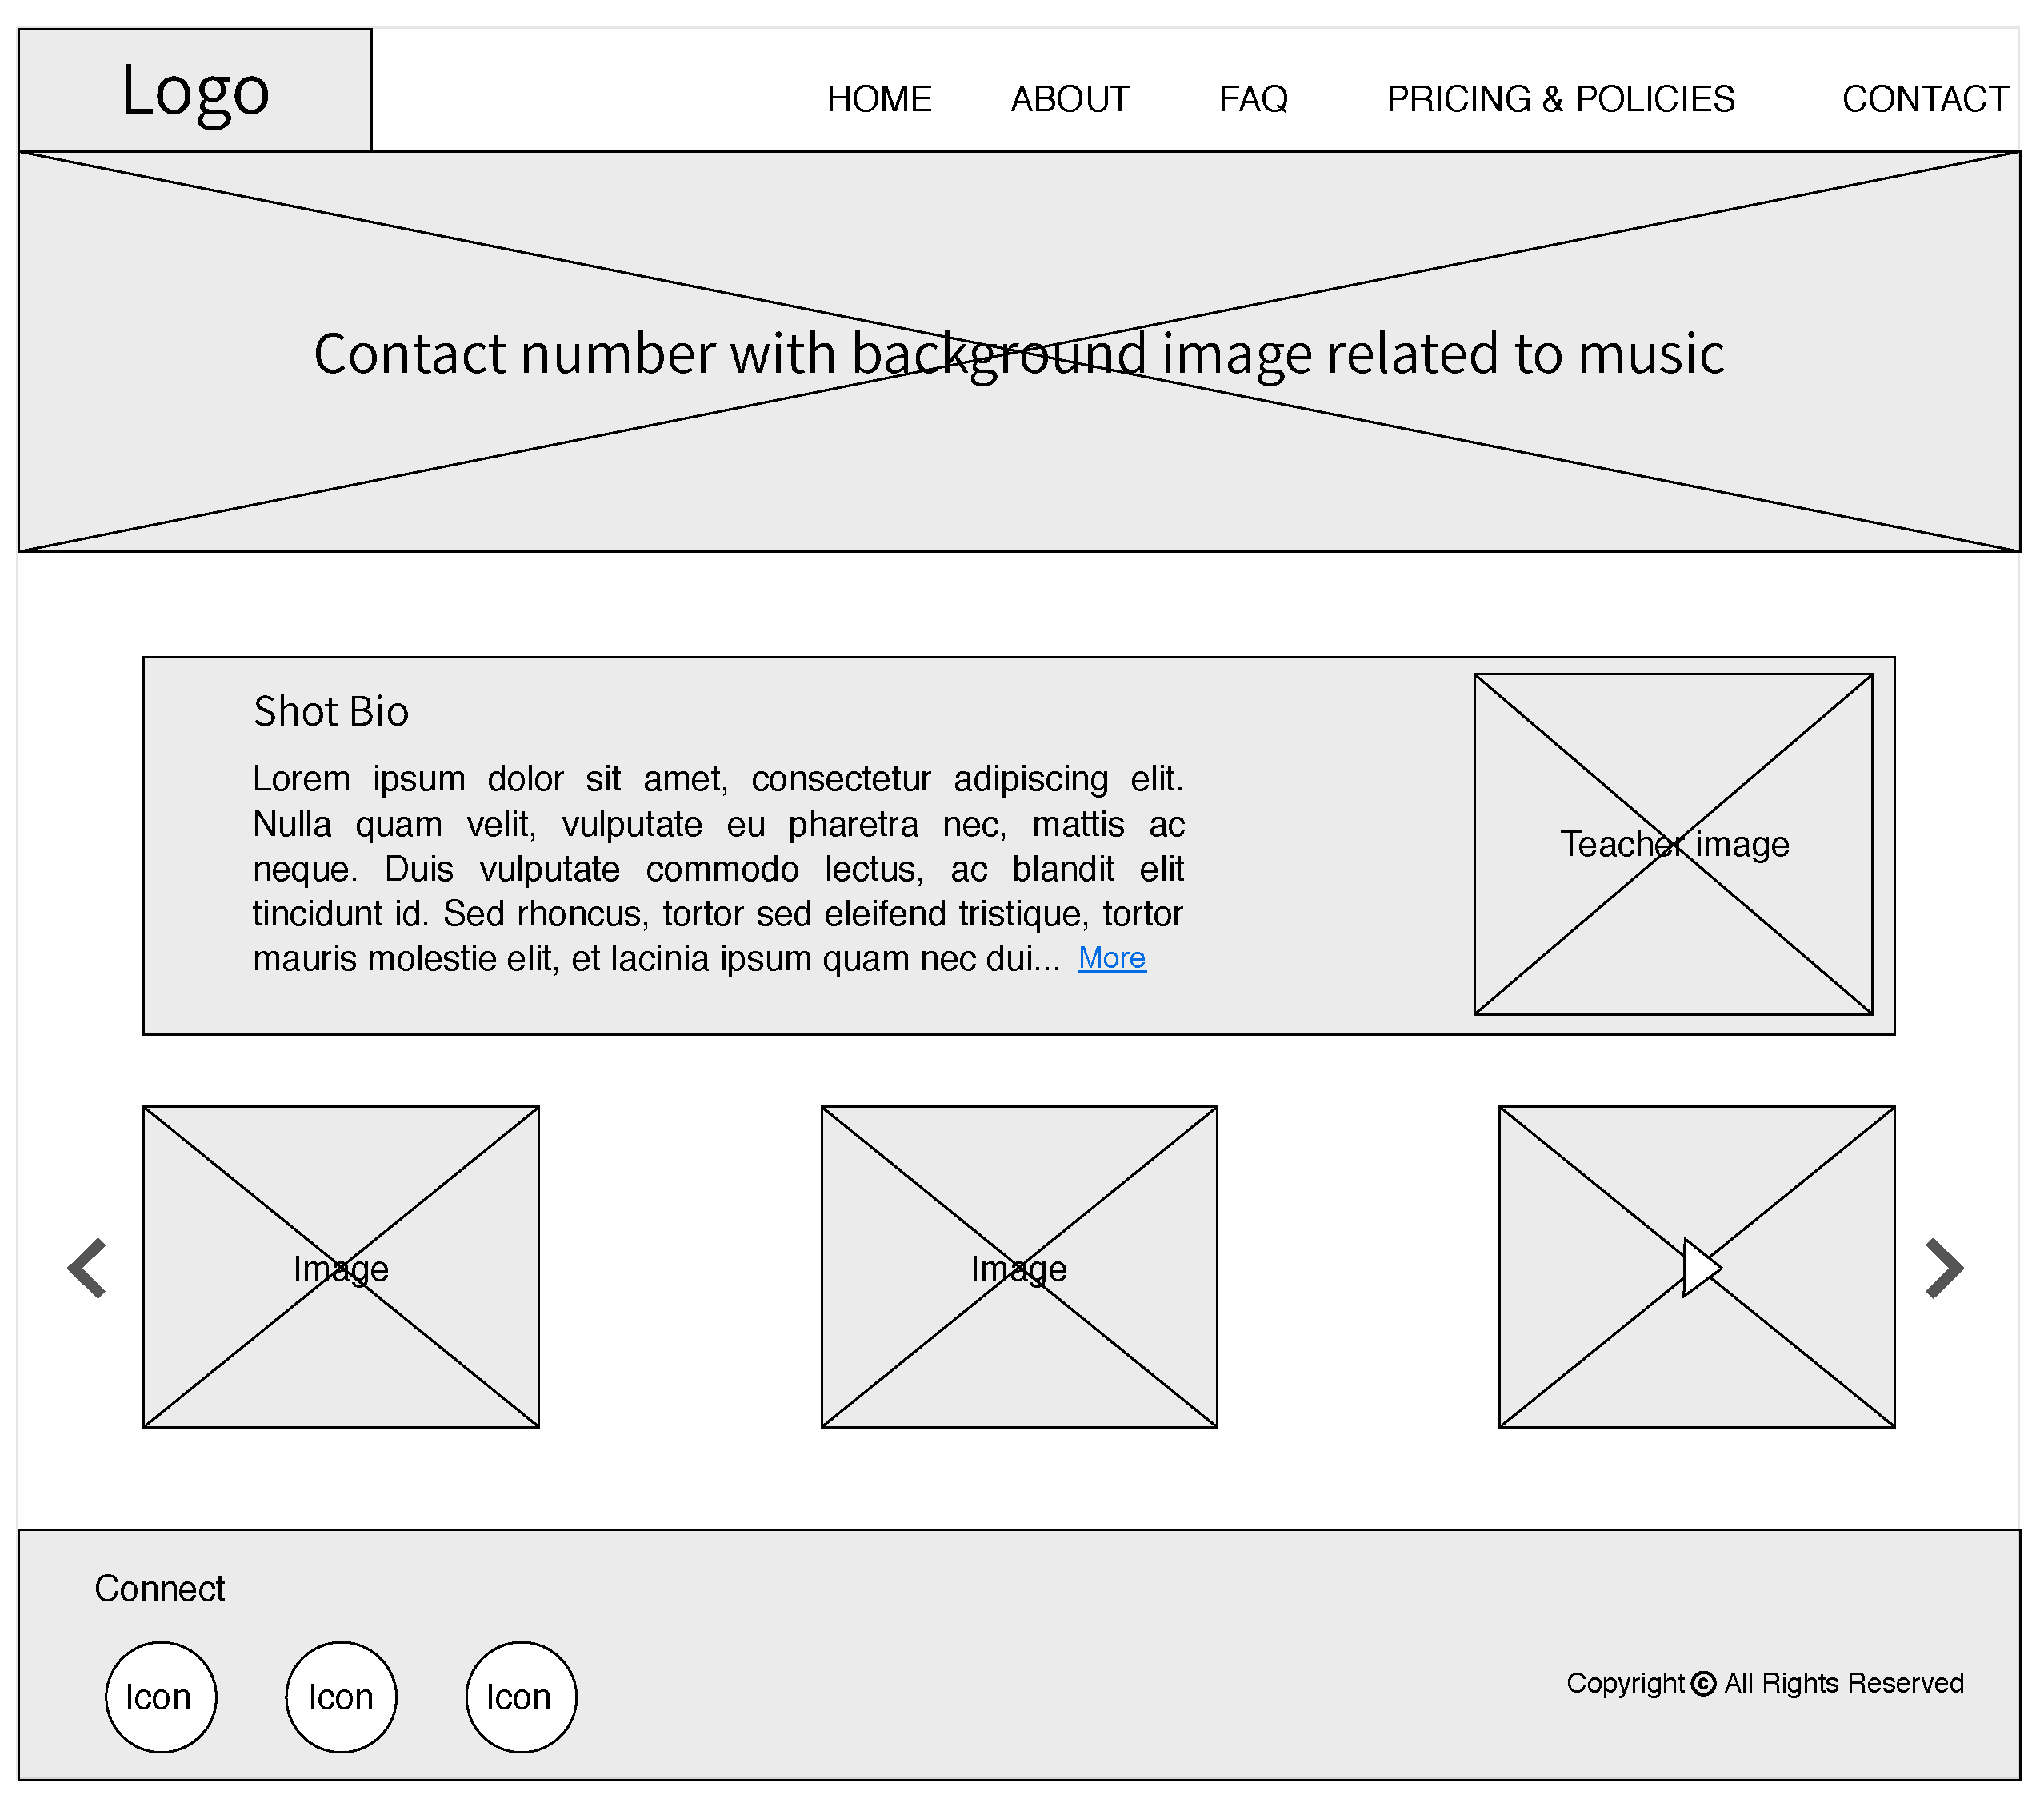 Logo
HOME ABOUT FAQ PRICING & POLICIES CONTACT
Contact number with background image related to music
Shot Bio
Lorem ipsum dolor sit amet, consectetur adipiscing elit.
Nulla quam velit, vulputate eu pharetra nec, mattis ac
neque. Duis vulputate commodo lectus, ac blandit elit
tincidunt id. Sed rhoncus, tortor sed eleifend tristique, tortor
mauris molestie elit, et lacinia ipsum quam nec dui... More
Teacher image
Image
Image
Connect
Icon Icon Icon
Copyright © All Rights Reserved